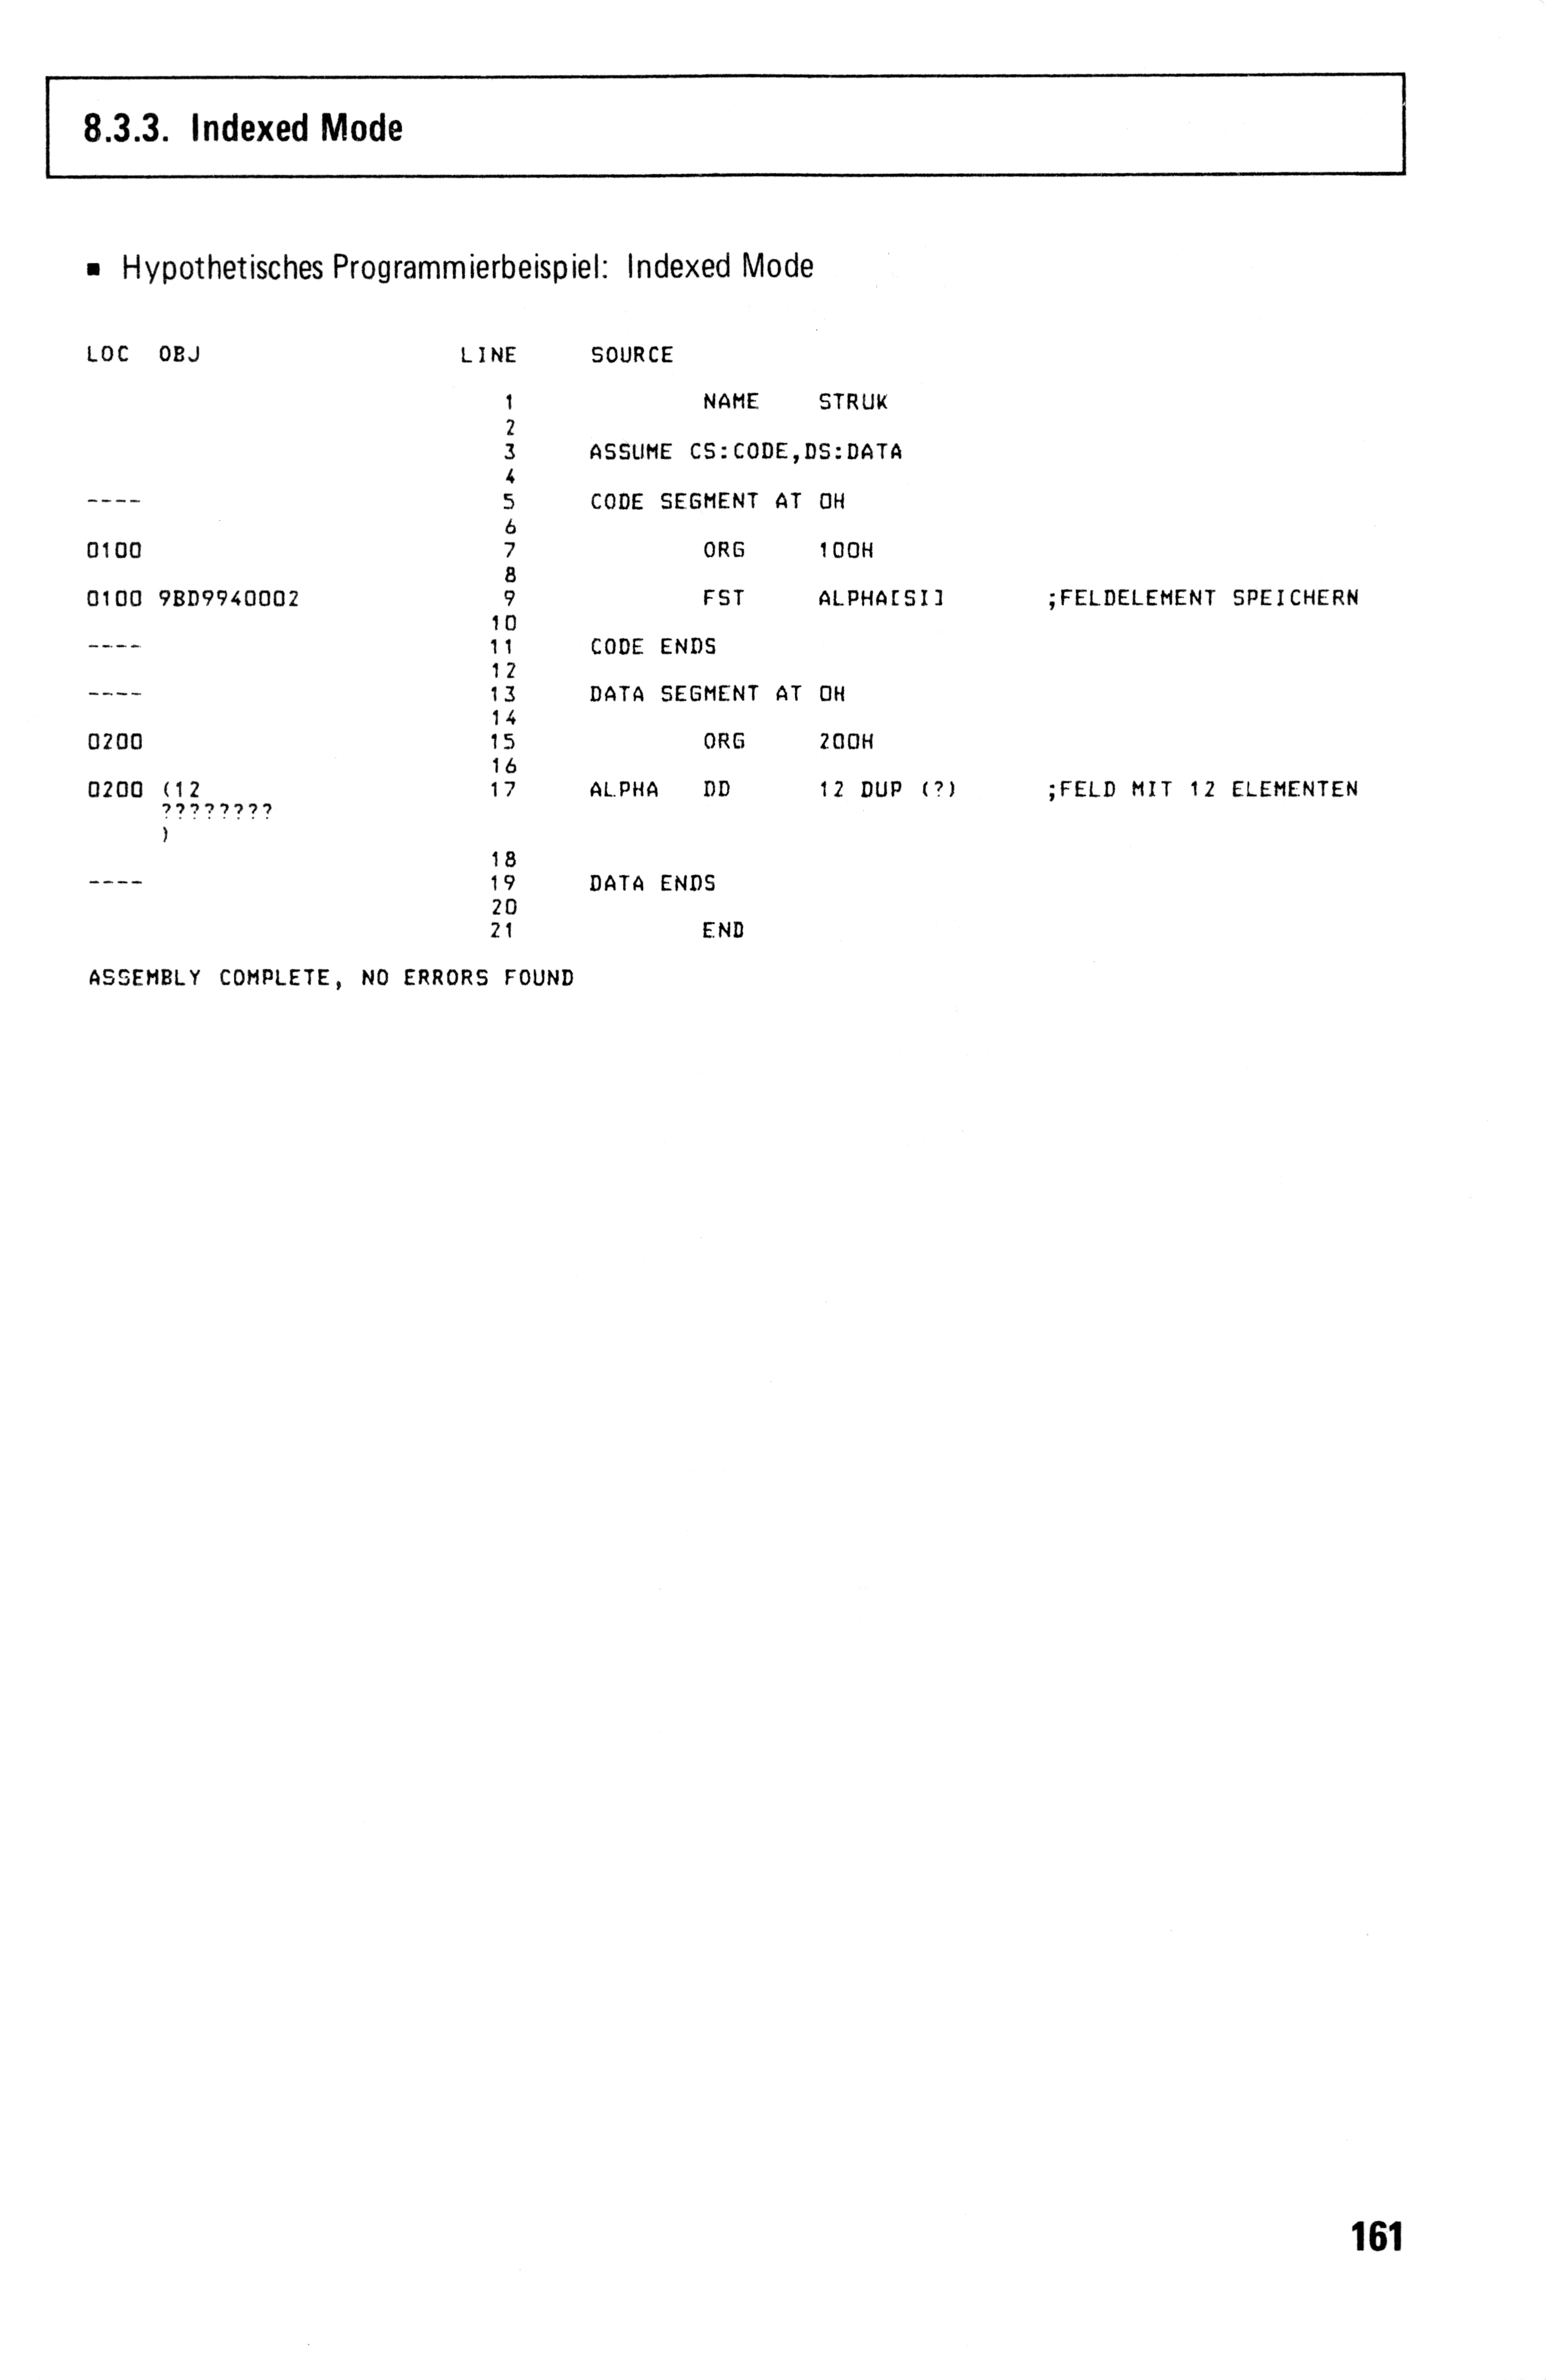 8.3.3. Indexed Mode
▪ Hypothetisches Programmierbeispiel: Indexed Mode
LOC OBJ LINE SOURCE
1 NAME STRUK
2
3 ASSUME CS:CODE,DS:DATA
4
---- 5 CODE SEGMENT AT 0H
6
0100 7 ORG 100H
8
0100 9BD9940002 9 FST ALPHA[SI] ;FELDELEMENT SPEICHERN
10
---- 11 CODE ENDS
12
---- 13 DATA SEGMENT AT 0H
14
0200 15 ORG 200H
16
0200 (12 17 ALPHA DD 12 DUP (?) ;FELD MIT 12 ELEMENTEN
????????
)
18
---- 19 DATA ENDS
20
21 END
ASSEMBLY COMPLETE, NO ERRORS FOUND
161